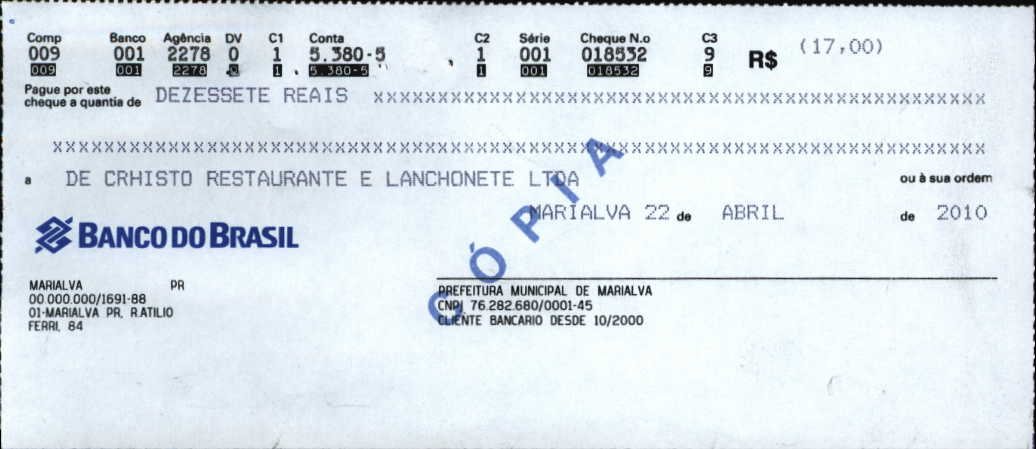 Comp Banco Agência DV C1 Conta C2 Série Cheque N.o C3
009 001 2278 0 1 5.380-5 1 001 018532 9 R$ (17,00)
009 001 2278 0 1 5.380-5 1 001 018532 9
Pague por este
cheque a quantia de DEZESSETE REAIS xxxxxxxxxxxxxxxxxxxxxxxxxxxxxxxxxxxxxxxxxxxxxxxx
xxxxxxxxxxxxxxxxxxxxxxxxxxxxxxxxxxxxxxxxxxxxxxxxxxxxxxxxxxxxxxxxxxxxxxxxx
a DE CRHISTO RESTAURANTE E LANCHONETE LTDA ou à sua ordem
MARIALVA 22 de ABRIL de 2010
CÓPIA
BANCO DO BRASIL
MARIALVA PR
00.000.000/1691-88
01-MARIALVA PR, R.ATILIO
FERRI, 84
PREFEITURA MUNICIPAL DE MARIALVA
CNPJ 76.282.680/0001-45
CLIENTE BANCARIO DESDE 10/2000